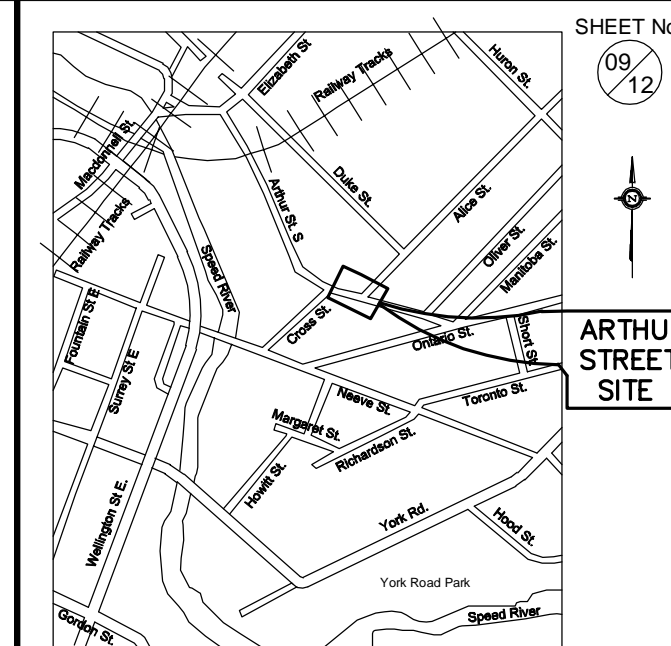 SHEET No
09
12
Elizabeth St
Railway Tracks
Huron St.
Macdonnell St.
Duke St.
Arthur St. S
Alice St.
Railway Tracks
Speed River
Oliver St.
Manitoba St.
N
Fountain St E
Surrey St E
Cross St.
Ontario St.
Short St.
ARTHU
STREET
SITE
Neeve St.
Toronto St.
Margaret St.
Richardson St.
Howitt St.
Wellington St E.
York Rd.
Hood St.
York Road Park
Speed River
Gordon St.